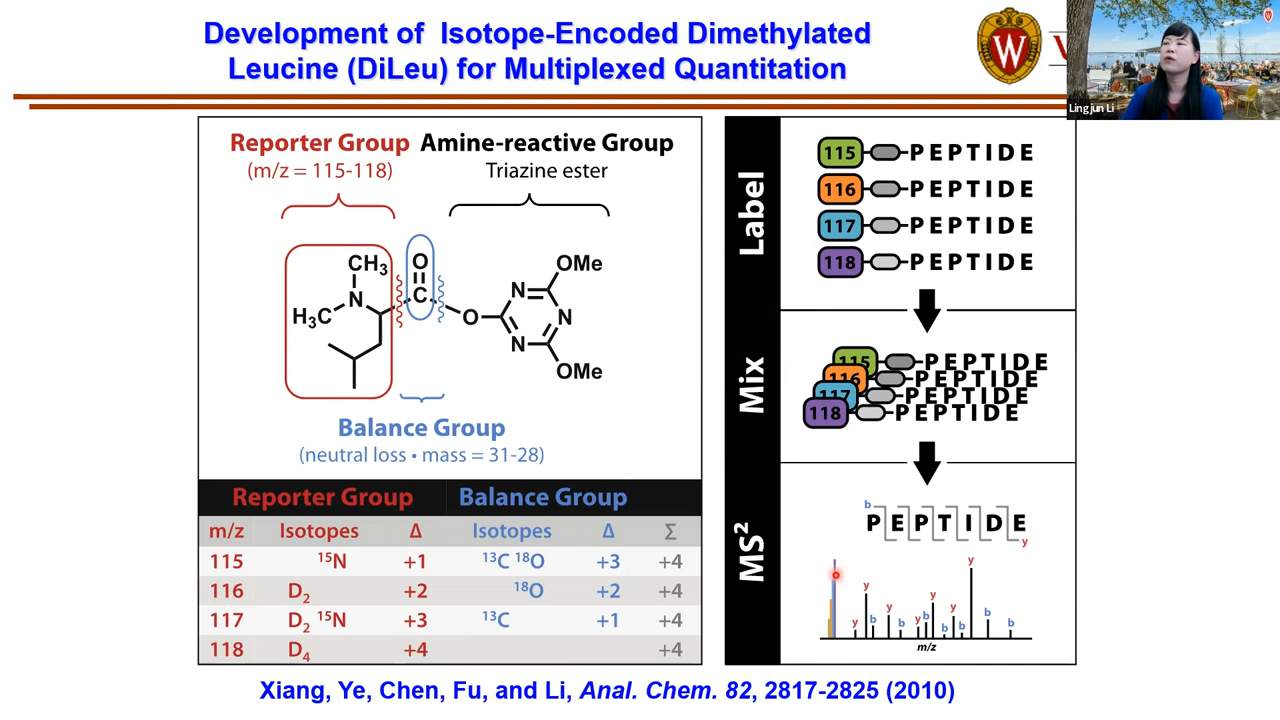 Development of Isotope-Encoded Dimethylated
Leucine (DiLeu) for Multiplexed Quantitation
W
Lingjun Li
Reporter Group Amine-reactive Group
(m/z = 115-118) Triazine ester
CH3
O
OMe
N
C
N
H3C
O
N
N
OMe
Balance Group
(neutral loss • mass = 31-28)
Reporter Group Balance Group
m/z Isotopes Δ Isotopes Δ Σ
115 15N +1 13C 18O +3 +4
116 D2 +2 18O +2 +4
117 D2 15N +3 13C +1 +4
118 D4 +4 +4
Label
115 PEPTIDE
116 PEPTIDE
117 PEPTIDE
118 PEPTIDE
Mix
115 PEPTIDE
116 PEPTIDE
117 PEPTIDE
118 PEPTIDE
MS2
b
PEPTIDE
y
y y b y b y b y b y b y b b
m/z
Xiang, Ye, Chen, Fu, and Li, Anal. Chem. 82, 2817-2825 (2010)